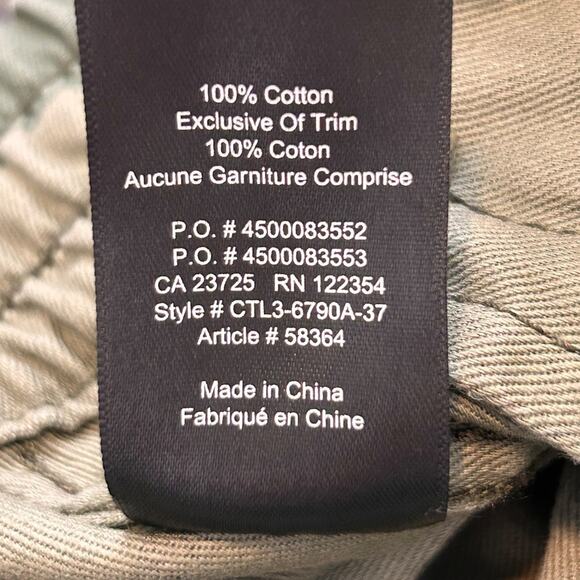 100% Cotton
Exclusive Of Trim
100% Coton
Aucune Garniture Comprise
P.O. # 4500083552
P.O. # 4500083553
CA 23725 RN 122354
Style # CTL3-6790A-37
Article # 58364
Made in China
Fabriqué en Chine